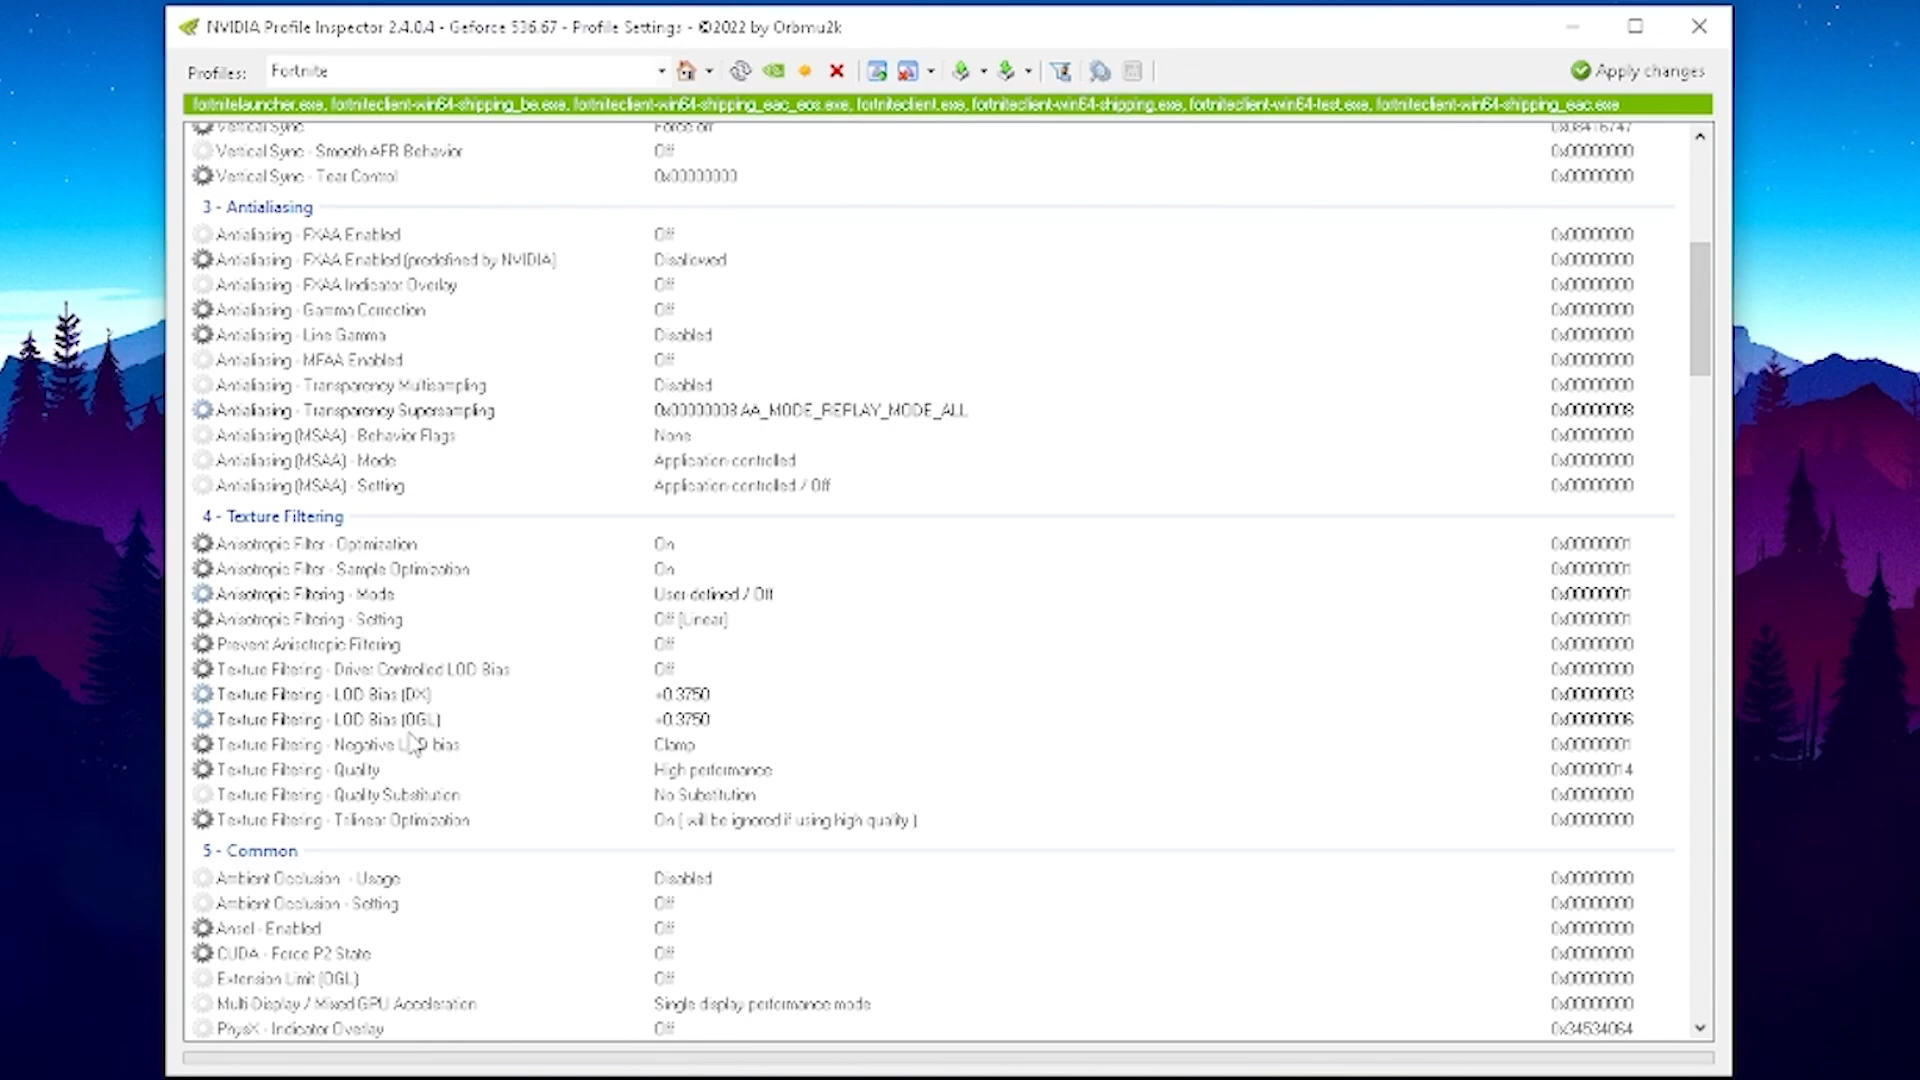 NVIDIA Profile Inspector 2.4.0.4 - Geforce 536.67 - Profile Settings - ©2022 by Orbmu2k
Profiles: Fortnite Apply changes
fortnitelauncher.exe, fortniteclient-win64-shipping_be.exe, fortniteclient-win64-shipping_eac_eos.exe, fortniteclient.exe, fortniteclient-win64-shipping.exe, fortniteclient-win64-test.exe, fortniteclient-win64-shipping_eac.exe
Vertical Sync Force off 0x08416747
Vertical Sync - Smooth AFR Behavior Off 0x00000000
Vertical Sync - Tear Control 0x00000000 0x00000000
3 - Antialiasing
Antialiasing - FXAA Enabled Off 0x00000000
Antialiasing - FXAA Enabled (predefined by NVIDIA) Disallowed 0x00000000
Antialiasing - FXAA Indicator Overlay Off 0x00000000
Antialiasing - Gamma Correction Off 0x00000000
Antialiasing - Line Gamma Disabled 0x00000000
Antialiasing - MFAA Enabled Off 0x00000000
Antialiasing - Transparency Multisampling Disabled 0x00000000
Antialiasing - Transparency Supersampling 0x00000008 AA_MODE_REPLAY_MODE_ALL 0x00000008
Antialiasing (MSAA) - Behavior Flags None 0x00000000
Antialiasing (MSAA) - Mode Application-controlled 0x00000000
Antialiasing (MSAA) - Setting Application-controlled / Off 0x00000000
4 - Texture Filtering
Anisotropic Filter - Optimization On 0x00000001
Anisotropic Filter - Sample Optimization On 0x00000001
Anisotropic Filtering - Mode User-defined / Off 0x00000001
Anisotropic Filtering - Setting Off [Linear] 0x00000001
Prevent Anisotropic Filtering Off 0x00000000
Texture Filtering - Driver Controlled LOD Bias Off 0x00000000
Texture Filtering - LOD Bias (DX) +0.3750 0x00000003
Texture Filtering - LOD Bias (OGL) +0.3750 0x00000006
Texture Filtering - Negative LOD bias Clamp 0x00000001
Texture Filtering - Quality High performance 0x00000014
Texture Filtering - Quality Substitution No Substitution 0x00000000
Texture Filtering - Trilinear Optimization On ( will be ignored if using high quality ) 0x00000000
5 - Common
Ambient Occlusion - Usage Disabled 0x00000000
Ambient Occlusion - Setting Off 0x00000000
Ansel - Enabled Off 0x00000000
CUDA - Force P2 State Off 0x00000000
Extension Limit (OGL) Off 0x00000000
Multi-Display / Mixed-GPU Acceleration Single display performance mode 0x00000000
PhysX - Indicator Overlay Off 0x34534064